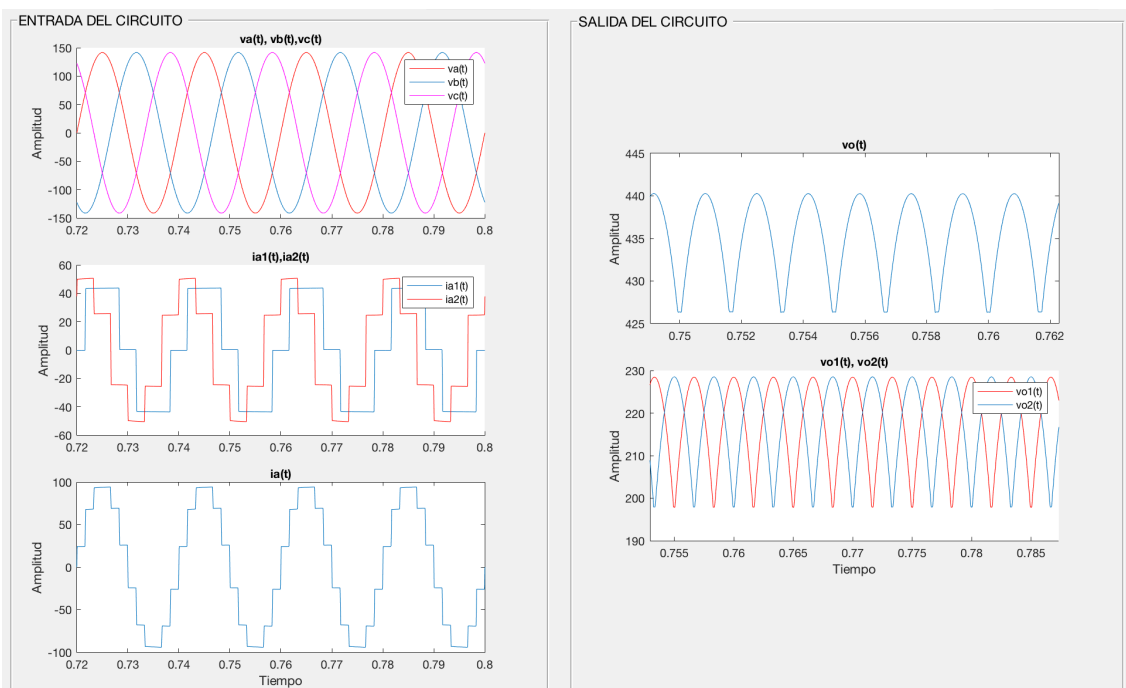 ENTRADA DEL CIRCUITO
va(t), vb(t),vc(t)
150
100
50
0
-50
-100
-150
Amplitud
va(t)
vb(t)
vc(t)
0.72 0.73 0.74 0.75 0.76 0.77 0.78 0.79 0.8
ia1(t),ia2(t)
60
40
20
0
-20
-40
-60
Amplitud
ia1(t)
ia2(t)
0.72 0.73 0.74 0.75 0.76 0.77 0.78 0.79 0.8
ia(t)
100
50
0
-50
-100
Amplitud
0.72 0.73 0.74 0.75 0.76 0.77 0.78 0.79 0.8
Tiempo
SALIDA DEL CIRCUITO
vo(t)
445
440
435
430
425
Amplitud
0.75 0.752 0.754 0.756 0.758 0.76 0.762
vo1(t), vo2(t)
230
220
210
200
190
Amplitud
vo1(t)
vo2(t)
0.755 0.76 0.765 0.77 0.775 0.78 0.785
Tiempo